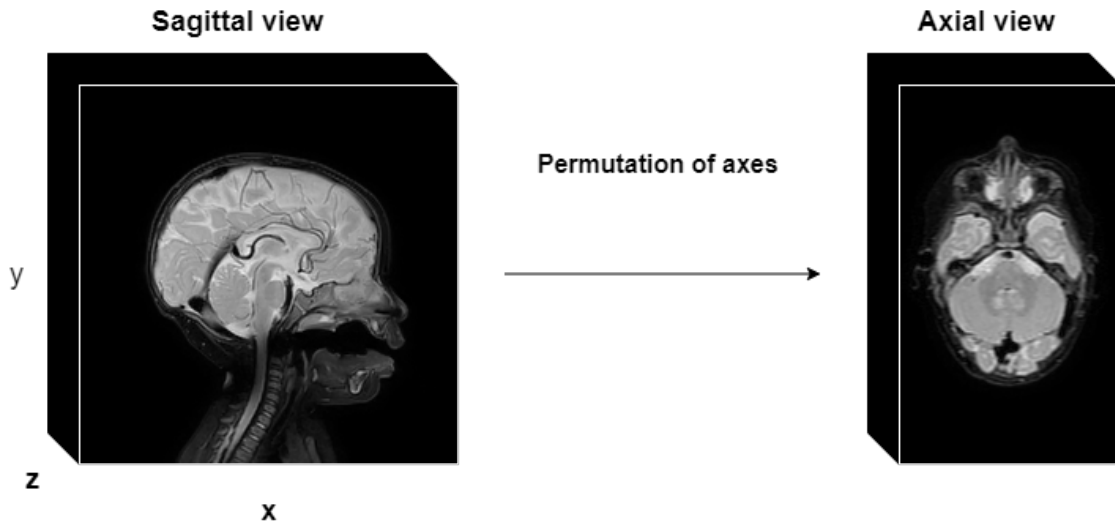 Sagittal view
Axial view
Permutation of axes
y
z
x